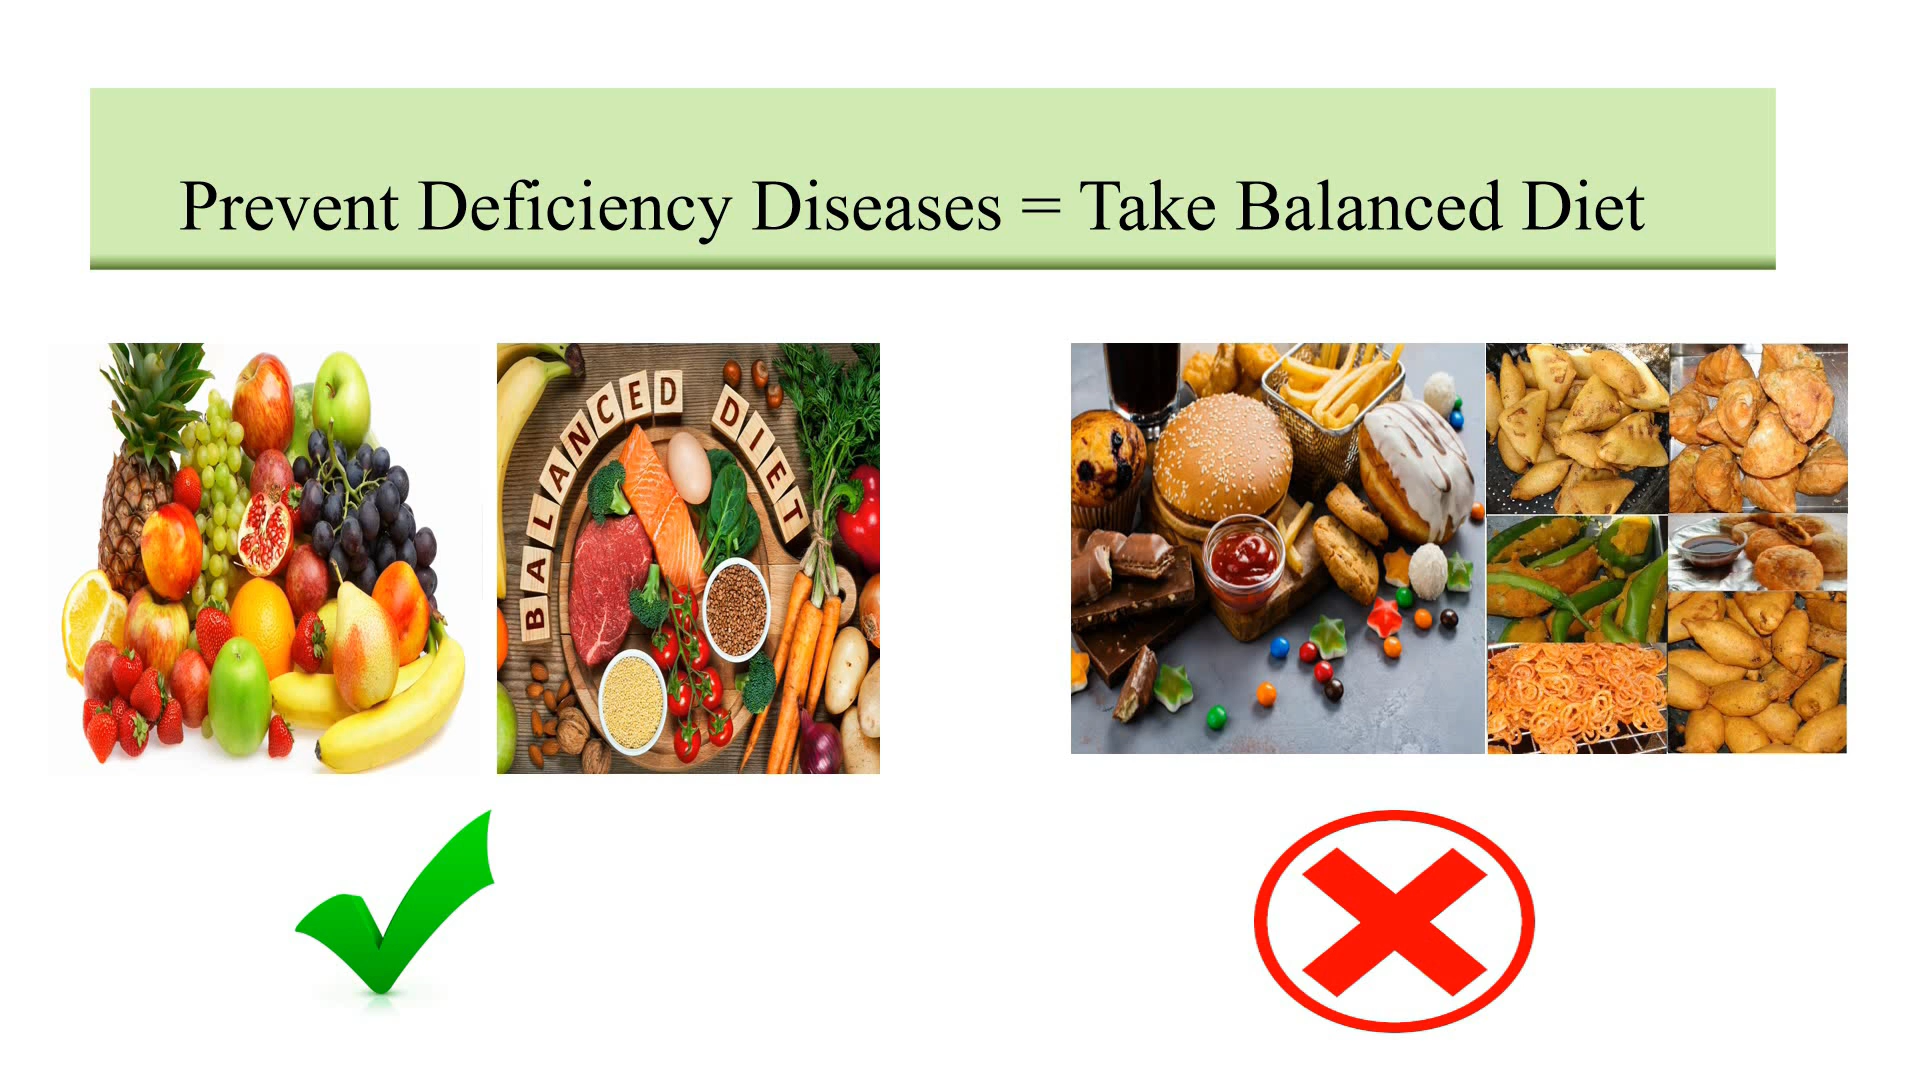 Prevent Deficiency Diseases = Take Balanced Diet
BALANCED DIET